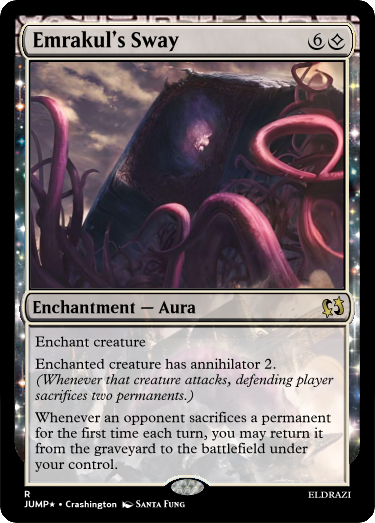 Emrakul's Sway 6
Enchantment — Aura
Enchant creature
Enchanted creature has annihilator 2.
(Whenever that creature attacks, defending player
sacrifices two permanents.)
Whenever an opponent sacrifices a permanent
for the first time each turn, you may return it
from the graveyard to the battlefield under
your control.
R ELDRAZI
JUMP★ • Crashington Santa Fung